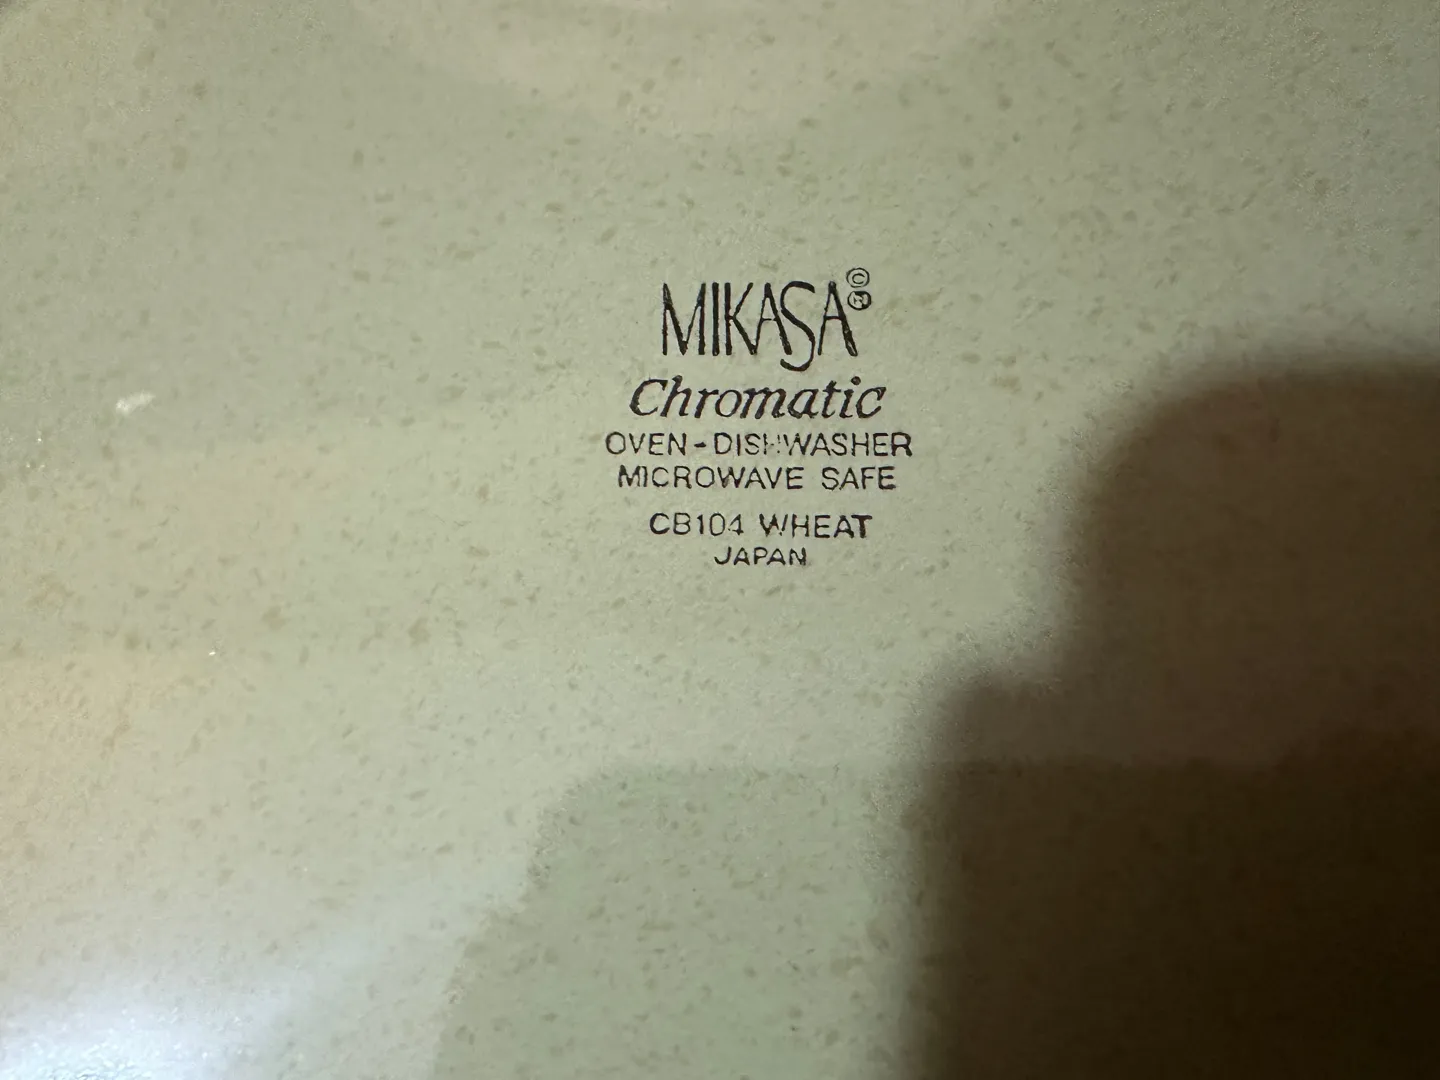 MIKASA©®
Chromatic
OVEN-DISHWASHER
MICROWAVE SAFE
CB104 WHEAT
JAPAN